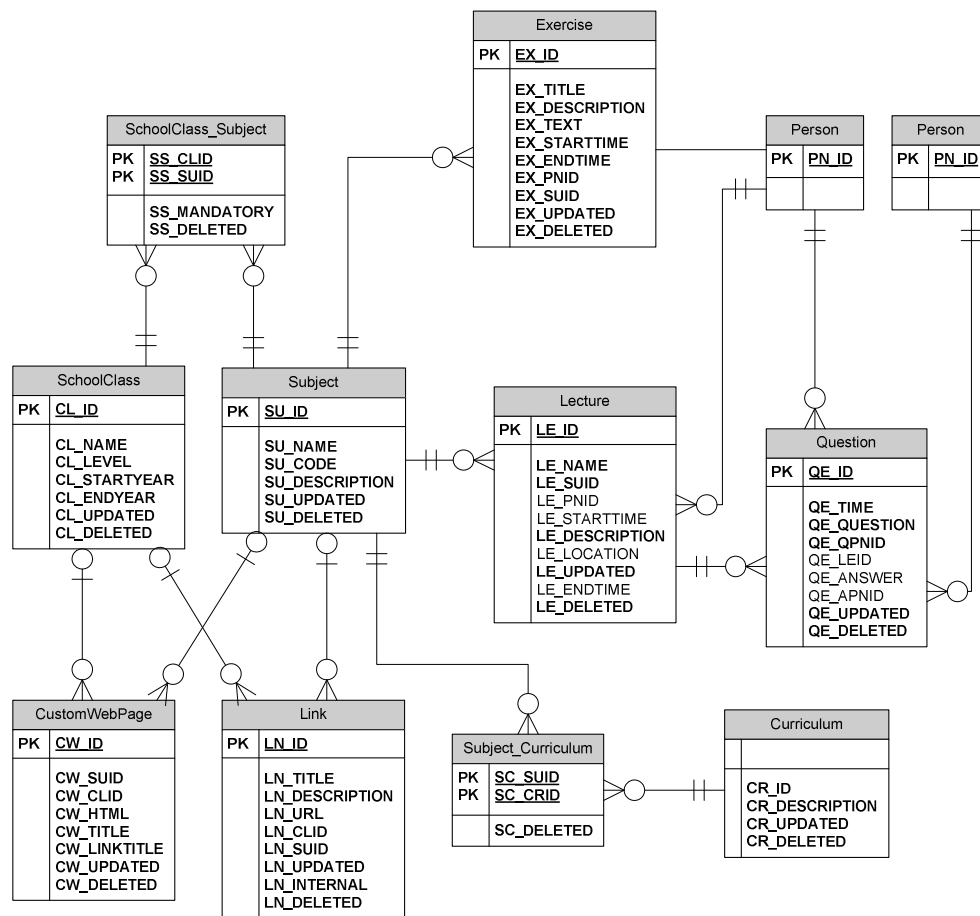 Exercise
PK EX_ID
EX_TITLE
EX_DESCRIPTION
EX_TEXT
EX_STARTTIME
EX_ENDTIME
EX_PNID
EX_SUID
EX_UPDATED
EX_DELETED
SchoolClass_Subject
PK SS_CLID
PK SS_SUID
SS_MANDATORY
SS_DELETED
Person
PK PN_ID
Person
PK PN_ID
SchoolClass
PK CL_ID
CL_NAME
CL_LEVEL
CL_STARTYEAR
CL_ENDYEAR
CL_UPDATED
CL_DELETED
Subject
PK SU_ID
SU_NAME
SU_CODE
SU_DESCRIPTION
SU_UPDATED
SU_DELETED
Lecture
PK LE_ID
LE_NAME
LE_SUID
LE_PNID
LE_STARTTIME
LE_DESCRIPTION
LE_LOCATION
LE_UPDATED
LE_ENDTIME
LE_DELETED
Question
PK QE_ID
QE_TIME
QE_QUESTION
QE_QPNID
QE_LEID
QE_ANSWER
QE_APNID
QE_UPDATED
QE_DELETED
CustomWebPage
PK CW_ID
CW_SUID
CW_CLID
CW_HTML
CW_TITLE
CW_LINKTITLE
CW_UPDATED
CW_DELETED
Link
PK LN_ID
LN_TITLE
LN_DESCRIPTION
LN_URL
LN_CLID
LN_SUID
LN_UPDATED
LN_INTERNAL
LN_DELETED
Subject_Curriculum
PK SC_SUID
PK SC_CRID
SC_DELETED
Curriculum
CR_ID
CR_DESCRIPTION
CR_UPDATED
CR_DELETED